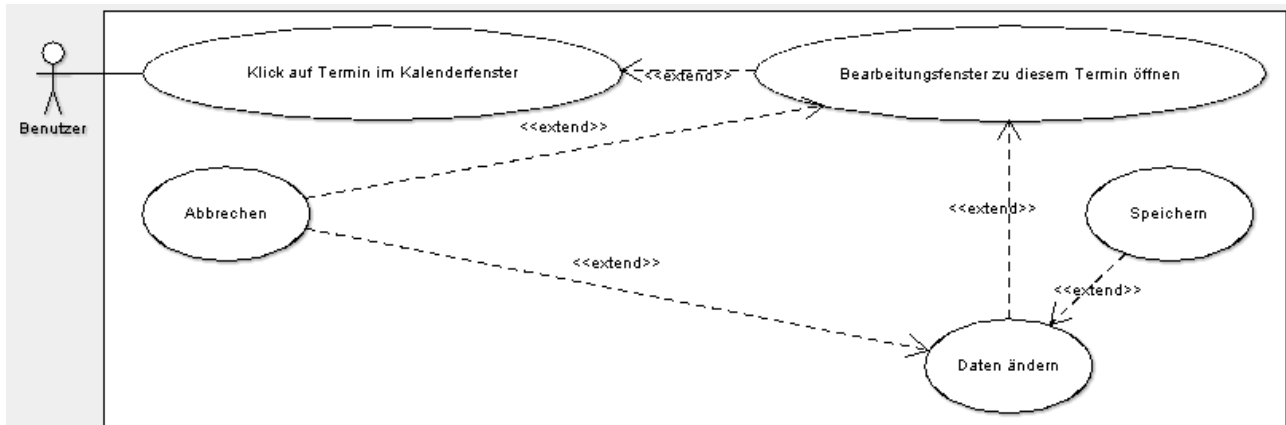 Klick auf Termin im Kalenderfenster
<<extend>>
Bearbeitungsfenster zu diesem Termin öffnen
Benutzer
<<extend>>
Abbrechen
<<extend>>
Speichern
<<extend>>
<<extend>>
Daten ändern